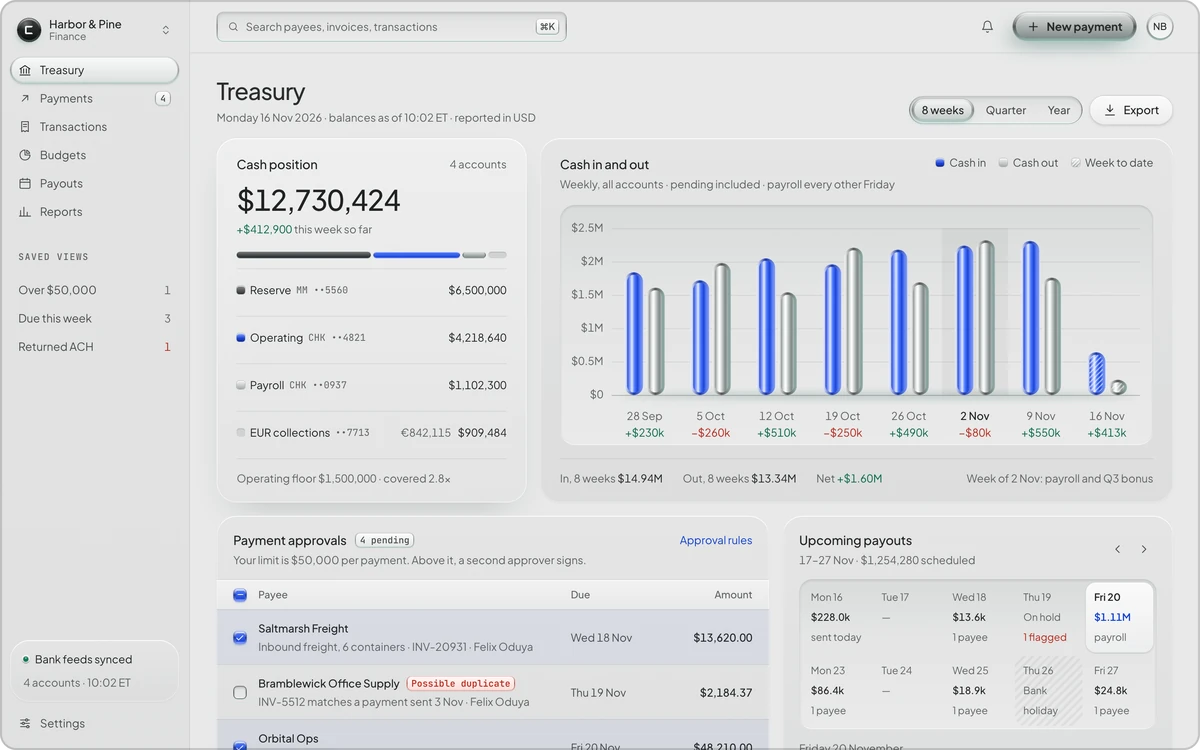 Harbor & Pine
Finance
Search payees, invoices, transactions
⌘K
New payment
NB
Treasury
Payments
4
Transactions
Budgets
Payouts
Reports
SAVED VIEWS
Over $50,000 1
Due this week 3
Returned ACH 1
Bank feeds synced
4 accounts · 10:02 ET
Settings
Treasury
Monday 16 Nov 2026 · balances as of 10:02 ET · reported in USD
8 weeks
Quarter
Year
Export
Cash position
4 accounts
$12,730,424
+$412,900 this week so far
Reserve MM ··5560 $6,500,000
Operating CHK ··4821 $4,218,640
Payroll CHK ··0937 $1,102,300
EUR collections ··7713 €842,115 $909,484
Operating floor $1,500,000 · covered 2.8×
Cash in and out
Cash in
Cash out
Week to date
Weekly, all accounts · pending included · payroll every other Friday
$2.5M
$2M
$1.5M
$1M
$0.5M
$0
28 Sep 5 Oct 12 Oct 19 Oct 26 Oct 2 Nov 9 Nov 16 Nov
+$230k −$260k +$510k −$250k +$490k −$80k +$550k +$413k
In, 8 weeks $14.94M Out, 8 weeks $13.34M Net +$1.60M Week of 2 Nov: payroll and Q3 bonus
Payment approvals
4 pending
Approval rules
Your limit is $50,000 per payment. Above it, a second approver signs.
Payee Due Amount
Saltmarsh Freight
Inbound freight, 6 containers · INV-20931 · Felix Oduya
Wed 18 Nov
$13,620.00
Bramblewick Office Supply
Possible duplicate
INV-5512 matches a payment sent 3 Nov · Felix Oduya
Thu 19 Nov
$2,184.37
Orbital Ops
Fri 20 Nov
$48,210.00
Upcoming payouts
17–27 Nov · $1,254,280 scheduled
Mon 16 Tue 17 Wed 18 Thu 19 Fri 20
$228.0k — $13.6k On hold $1.11M
sent today 1 payee 1 flagged payroll
Mon 23 Tue 24 Wed 25 Thu 26 Fri 27
$86.4k — $18.9k Bank $24.8k
1 payee 1 payee holiday 1 payee
Friday 20 November